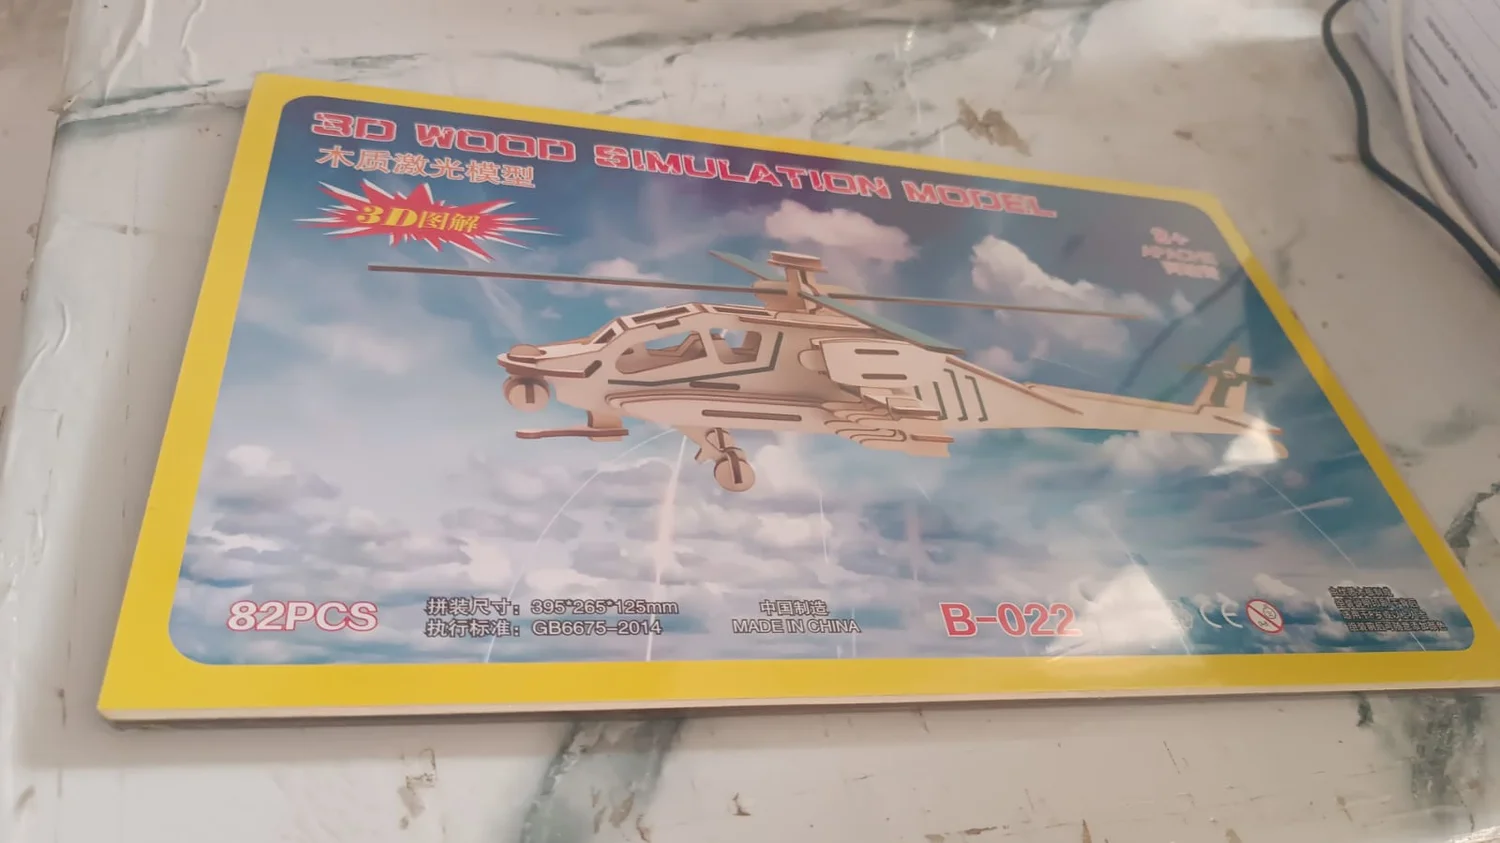 3D WOOD SIMULATION MODEL
木质激光模型
3D图解
82PCS
拼装尺寸：395*265*125mm
执行标准：GB6675-2014
中国制造
MADE IN CHINA
B-022
CE